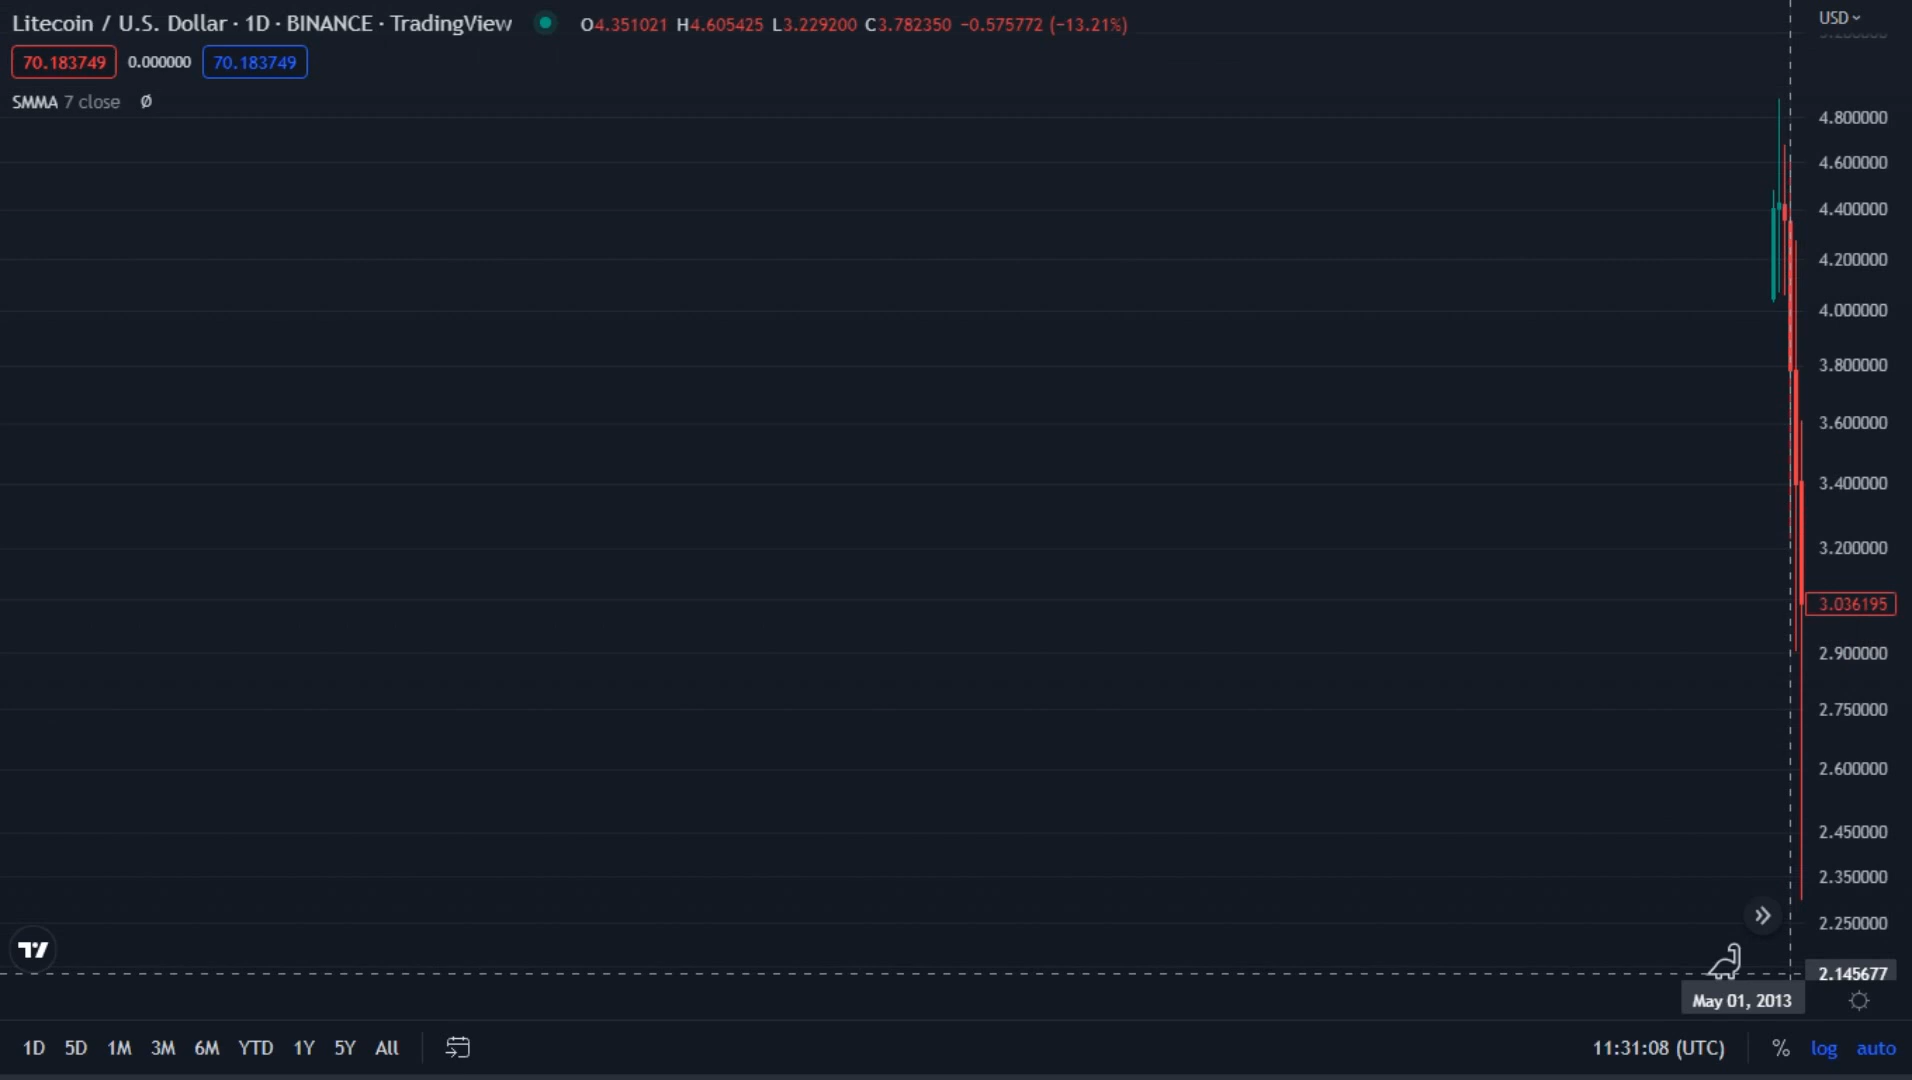 Litecoin / U.S. Dollar · 1D · BINANCE · TradingView O4.351021 H4.605425 L3.229200 C3.782350 −0.575772 (−13.21%)
USD
70.183749 0.000000 70.183749
SMMA 7 close Ø
4.800000
4.600000
4.400000
4.200000
4.000000
3.800000
3.600000
3.400000
3.200000
3.036195
2.900000
2.750000
2.600000
2.450000
2.350000
2.250000
2.145677
May 01, 2013
1D 5D 1M 3M 6M YTD 1Y 5Y All 11:31:08 (UTC) % log auto